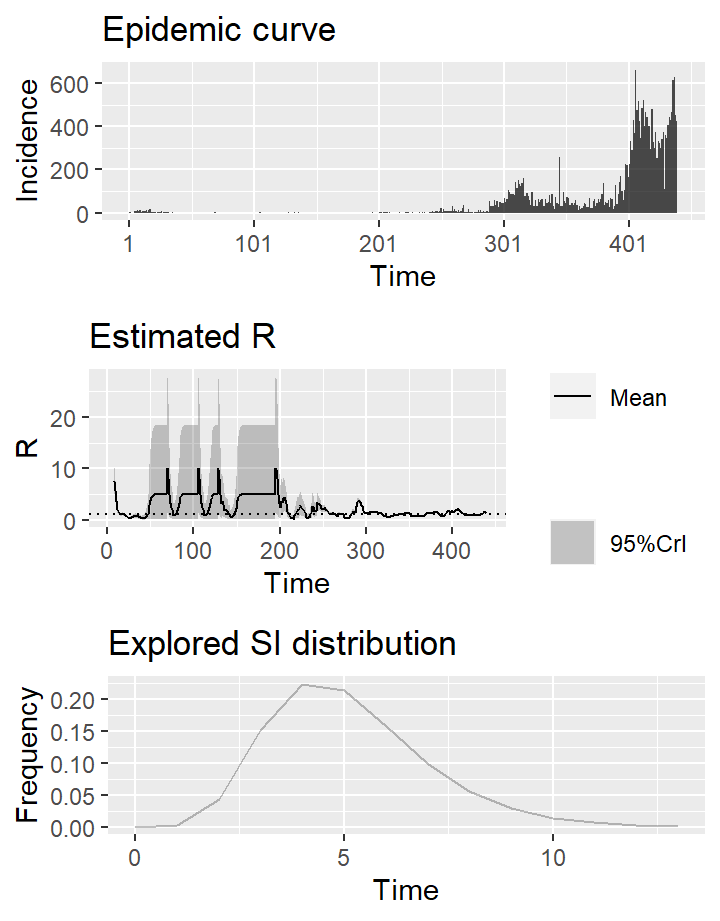 Epidemic curve
600
400
200
0
Incidence
1 101 201 301 401
Time
Estimated R
20
10
0
R
0 100 200 300 400
Time
Mean
95%CrI
Explored SI distribution
0.20
0.15
0.10
0.05
0.00
Frequency
0 5 10
Time